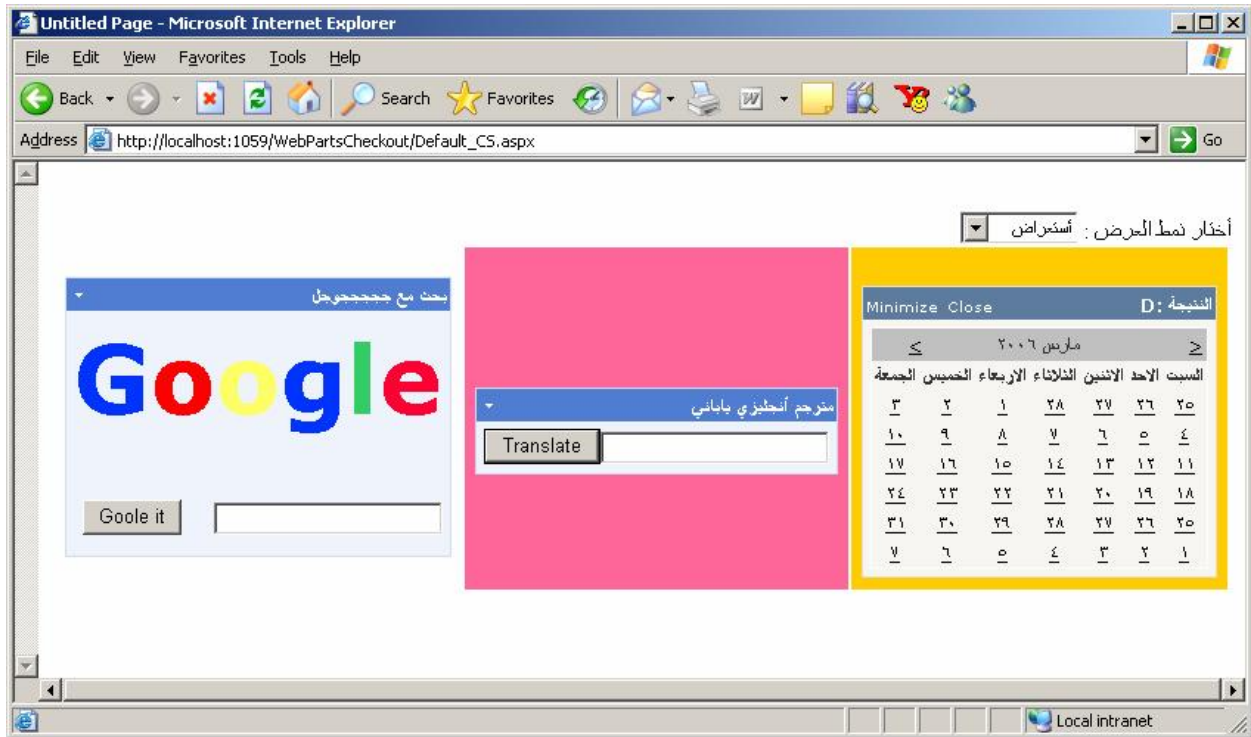 Untitled Page - Microsoft Internet Explorer
File Edit View Favorites Tools Help
Back Search Favorites
Address http://localhost:1059/WebPartsCheckout/Default_CS.aspx Go
أختار نمط العرض : أستعراض
النتيجة :D Minimize Close
< مارس ٢٠٠٦ >
السبت الاحد الاثنين الثلاثاء الاربعاء الخميس الجمعة
٢٥ ٢٦ ٢٧ ٢٨ ١ ٢ ٣
٤ ٥ ٦ ٧ ٨ ٩ ١٠
١١ ١٢ ١٣ ١٤ ١٥ ١٦ ١٧
١٨ ١٩ ٢٠ ٢١ ٢٢ ٢٣ ٢٤
٢٥ ٢٦ ٢٧ ٢٨ ٢٩ ٣٠ ٣١
١ ٢ ٣ ٤ ٥ ٦ ٧
مترجم أنجليزي ياباني
Translate
بحث مع جججججوجل
Google
Goole it
Local intranet